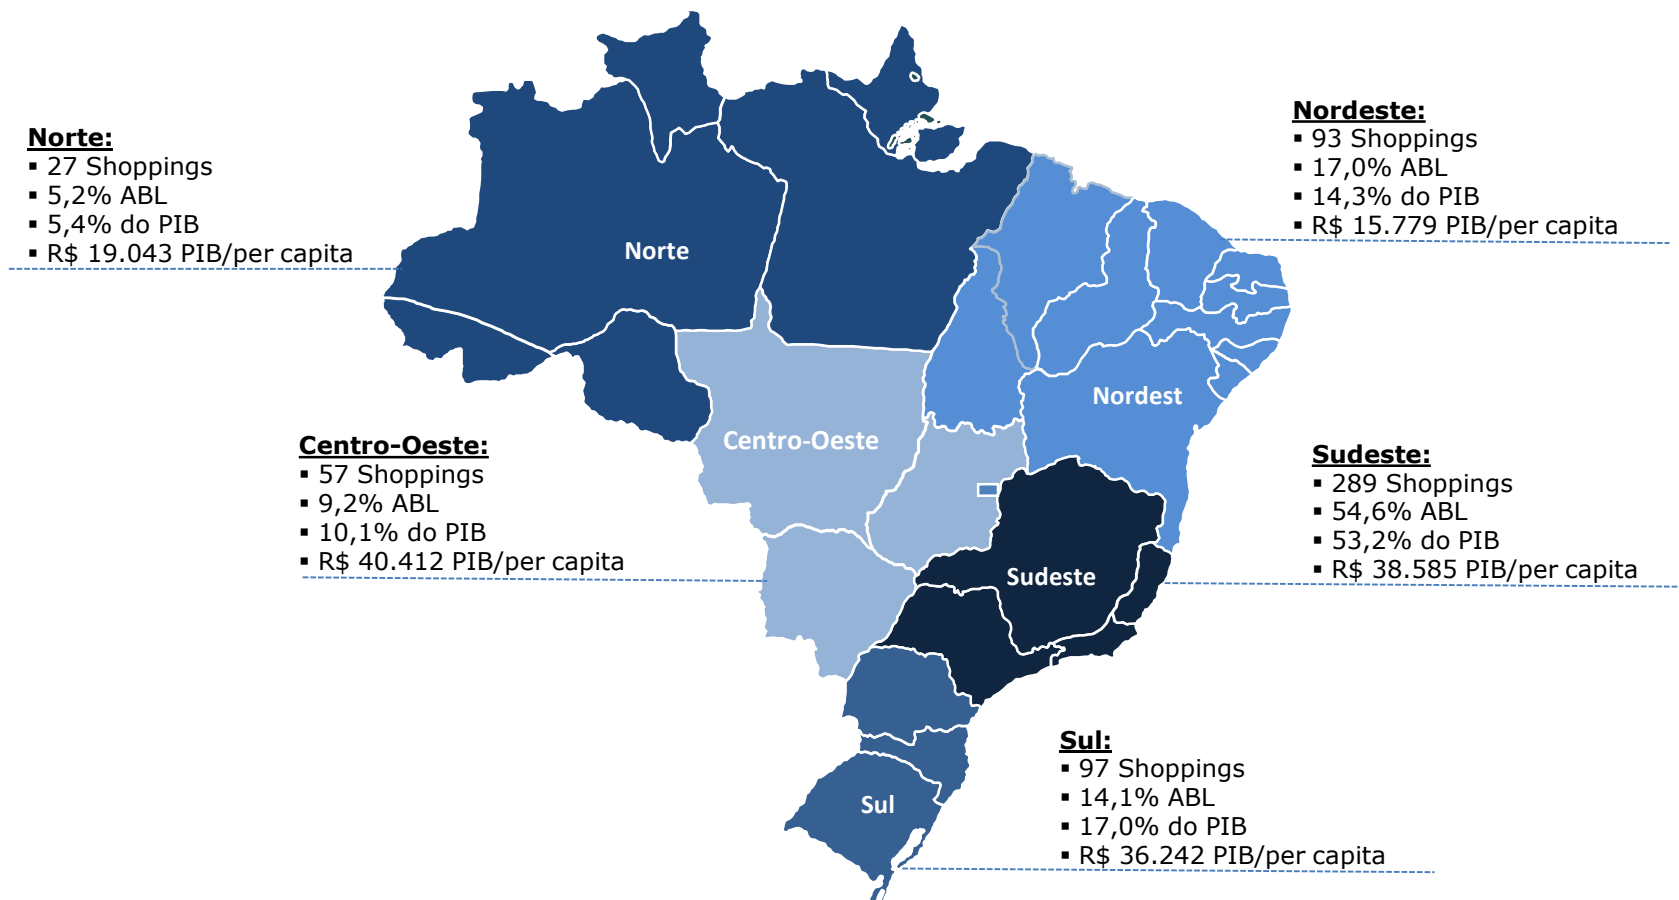 Norte:
▪ 27 Shoppings
▪ 5,2% ABL
▪ 5,4% do PIB
▪ R$ 19.043 PIB/per capita
Nordeste:
▪ 93 Shoppings
▪ 17,0% ABL
▪ 14,3% do PIB
▪ R$ 15.779 PIB/per capita
Norte
Nordest
Centro-Oeste
Centro-Oeste:
▪ 57 Shoppings
▪ 9,2% ABL
▪ 10,1% do PIB
▪ R$ 40.412 PIB/per capita
Sudeste:
▪ 289 Shoppings
▪ 54,6% ABL
▪ 53,2% do PIB
▪ R$ 38.585 PIB/per capita
Sudeste
Sul:
▪ 97 Shoppings
▪ 14,1% ABL
▪ 17,0% do PIB
▪ R$ 36.242 PIB/per capita
Sul